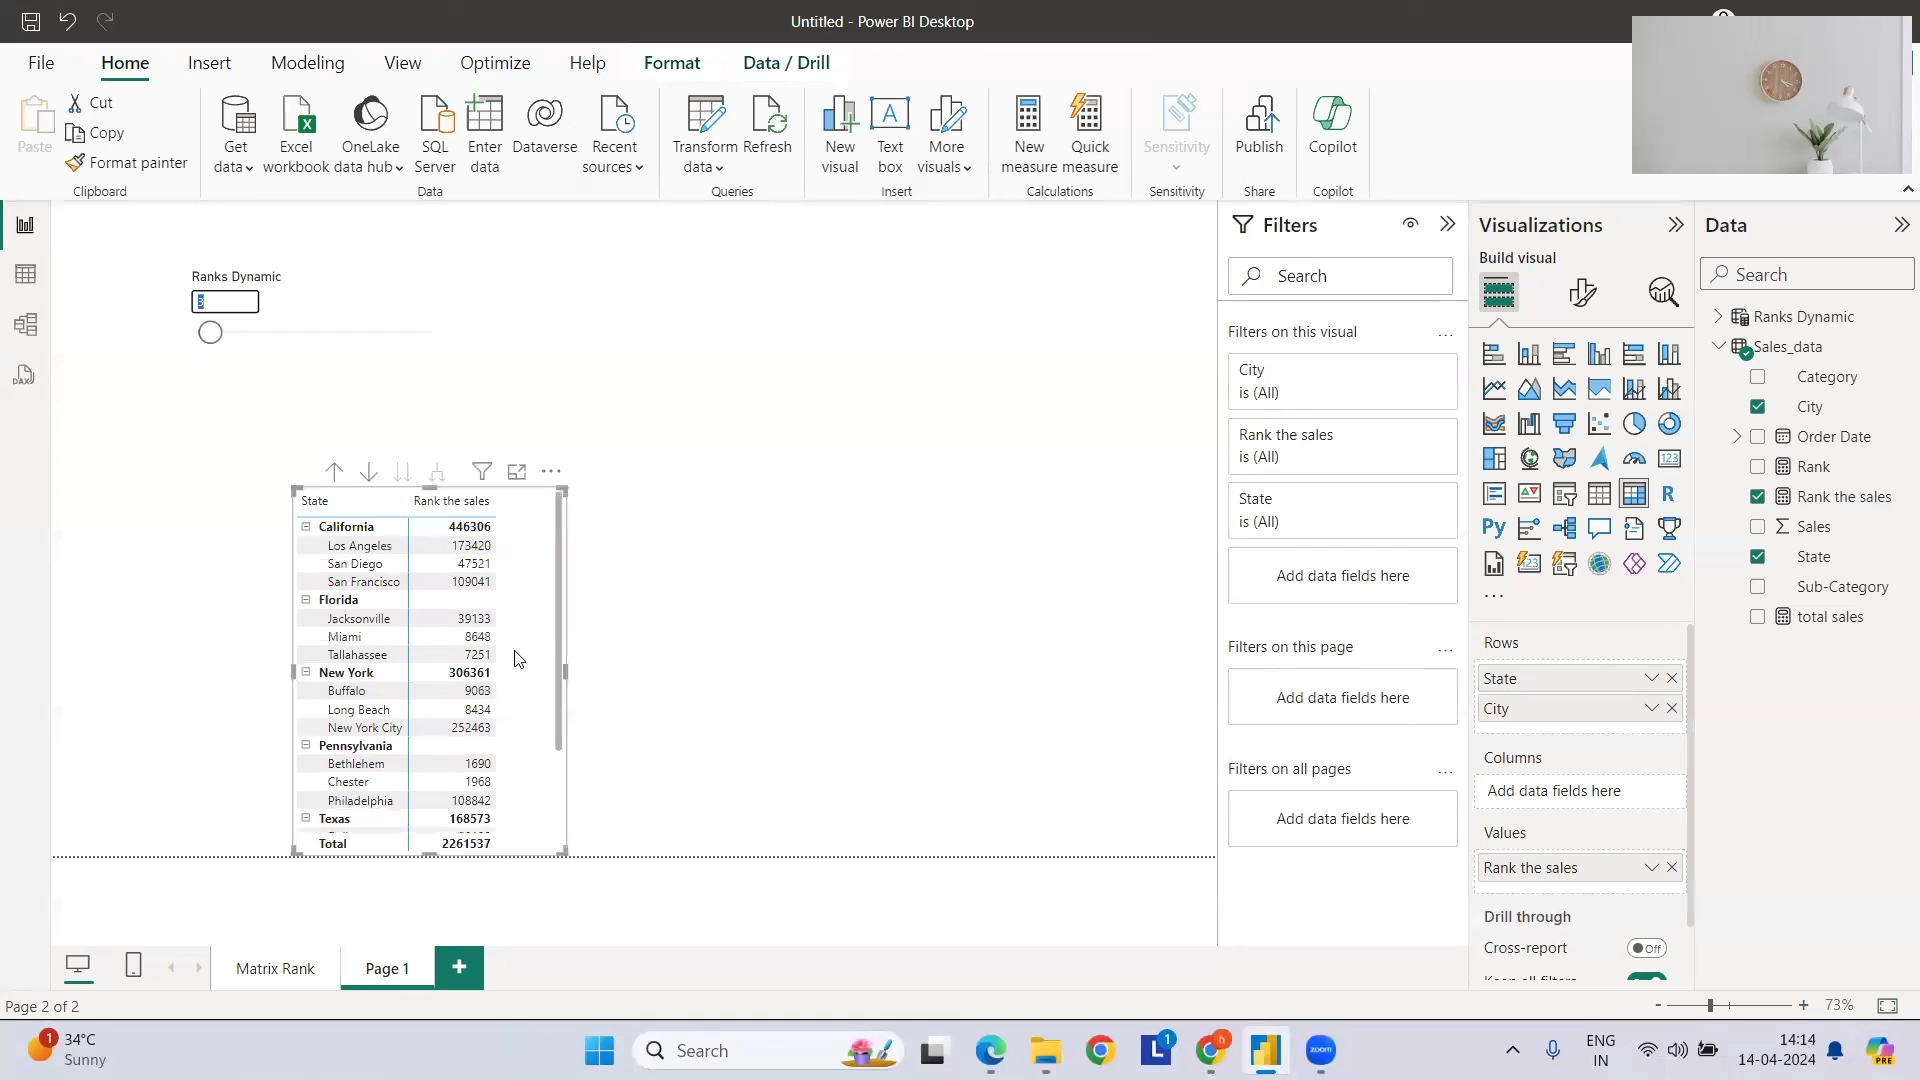 Untitled - Power BI Desktop
File Home Insert Modeling View Optimize Help Format Data / Drill
Paste
Cut
Copy
Format painter
Clipboard
Get data
Excel workbook
OneLake data hub
SQL Server
Enter data
Dataverse
Recent sources
Data
Transform data
Refresh
Queries
New visual
Text box
More visuals
Insert
New measure
Quick measure
Calculations
Sensitivity
Sensitivity
Publish
Share
Copilot
Copilot
Ranks Dynamic
3
State Rank the sales
California 446306
Los Angeles 173420
San Diego 47521
San Francisco 109041
Florida
Jacksonville 39133
Miami 8648
Tallahassee 7251
New York 306361
Buffalo 9063
Long Beach 8434
New York City 252463
Pennsylvania
Bethlehem 1690
Chester 1968
Philadelphia 108842
Texas 168573
Total 2261537
Filters
Search
Filters on this visual ...
City
is (All)
Rank the sales
is (All)
State
is (All)
Add data fields here
Filters on this page ...
Add data fields here
Filters on all pages ...
Add data fields here
Visualizations
Build visual
123
R
Py
123
...
Rows
State
City
Columns
Add data fields here
Values
Rank the sales
Drill through
Cross-report Off
Data
Search
Ranks Dynamic
Sales_data
Category
City
Order Date
Rank
Rank the sales
Σ Sales
State
Sub-Category
total sales
DAX
Matrix Rank Page 1 +
Page 2 of 2
- + 73%
1
34°C
Sunny
Search
L 1
h
zoom
ENG
IN
14:14
14-04-2024
PRE